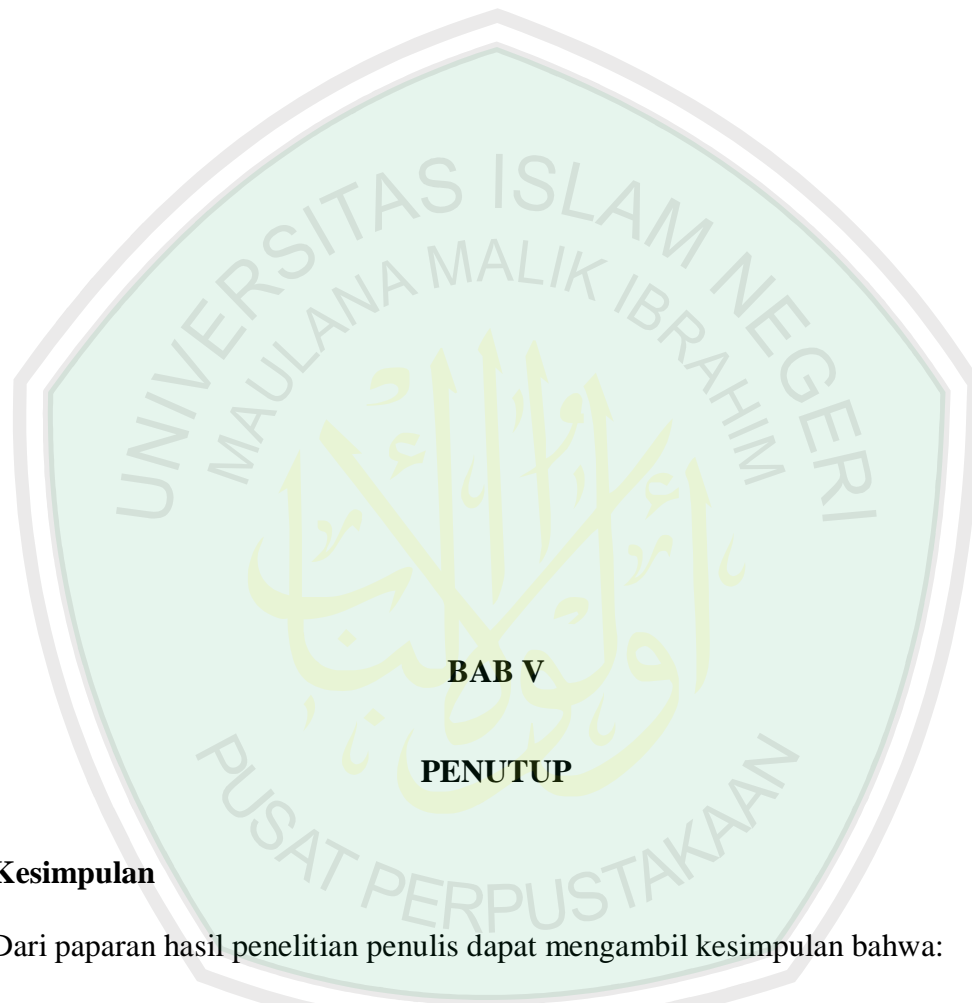 UNIVERSITAS ISLAM NEGERI
MAULANA MALIK IBRAHIM
BAB V
PENUTUP
PUSAT PERPUSTAKAAN
Kesimpulan
Dari paparan hasil penelitian penulis dapat mengambil kesimpulan bahwa: